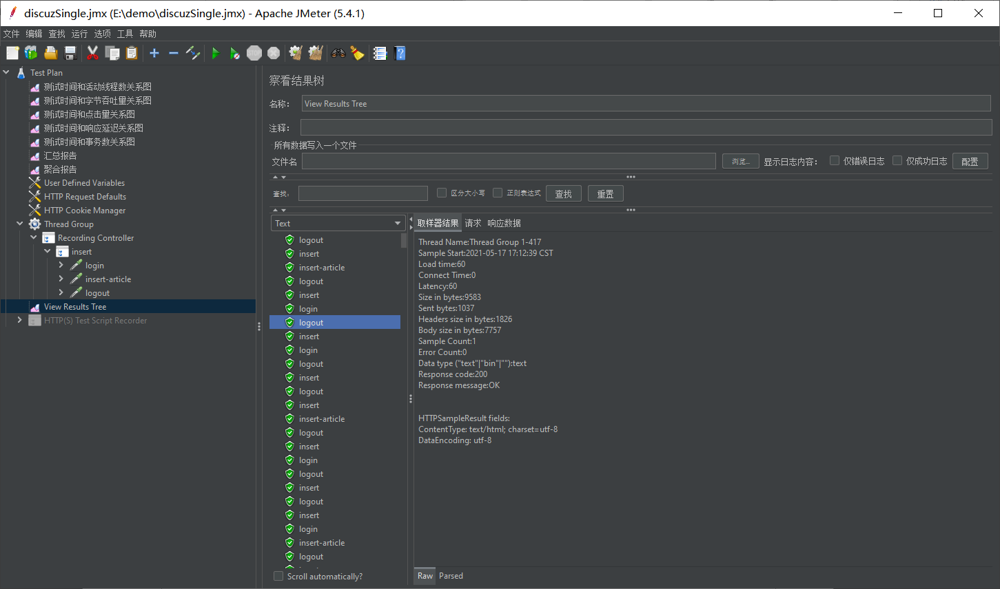 discuzSingle.jmx (E:\demo\discuzSingle.jmx) - Apache JMeter (5.4.1)
文件 编辑 查找 运行 选项 工具 帮助
STOP
Test Plan
测试时间和活动线程数关系图
测试时间和字节吞吐量关系图
测试时间和点击量关系图
测试时间和响应延迟关系图
测试时间和事务数关系图
汇总报告
聚合报告
User Defined Variables
HTTP Request Defaults
HTTP Cookie Manager
Thread Group
Recording Controller
insert
login
insert-article
logout
View Results Tree
HTTP(S) Test Script Recorder
察看结果树
名称： View Results Tree
注释：
所有数据写入一个文件
文件名 浏览... 显示日志内容： 仅错误日志 仅成功日志 配置
查找: 区分大小写 正则表达式 查找 重置
Text
logout
insert
insert-article
logout
insert
login
logout
insert
login
logout
insert
logout
insert
insert-article
logout
insert
login
logout
insert
logout
insert
login
insert-article
logout
Scroll automatically?
取样器结果 请求 响应数据
Thread Name:Thread Group 1-417
Sample Start:2021-05-17 17:12:39 CST
Load time:60
Connect Time:0
Latency:60
Size in bytes:9583
Sent bytes:1037
Headers size in bytes:1826
Body size in bytes:7757
Sample Count:1
Error Count:0
Data type ("text"|"bin"|""):text
Response code:200
Response message:OK
HTTPSampleResult fields:
ContentType: text/html; charset=utf-8
DataEncoding: utf-8
Raw Parsed